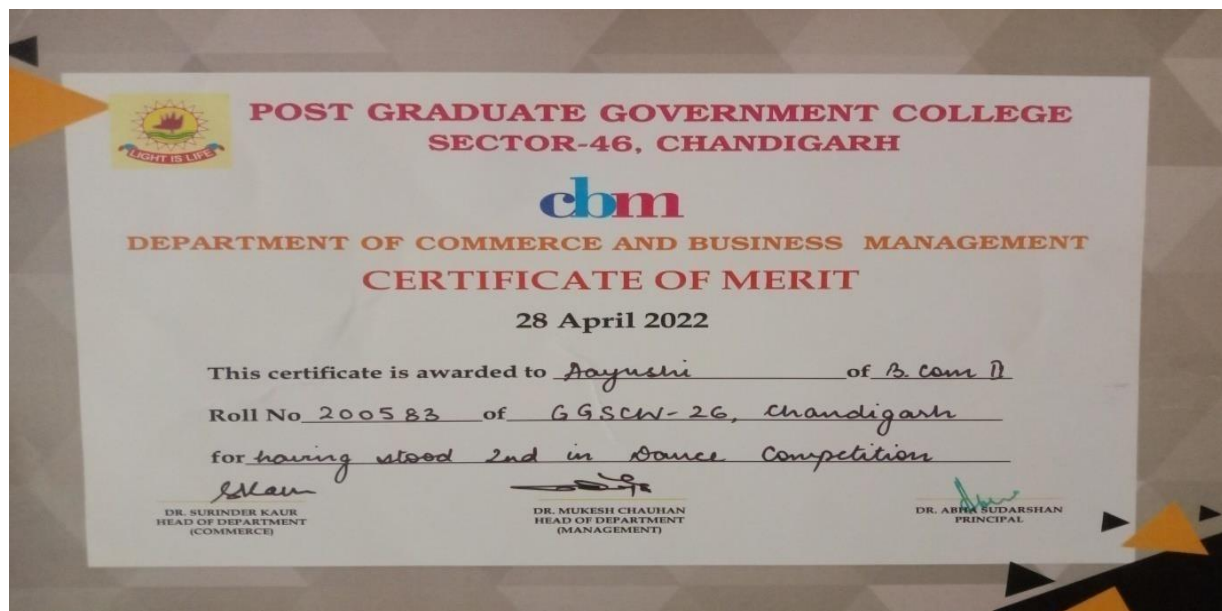 POST GRADUATE GOVERNMENT COLLEGE
SECTOR-46, CHANDIGARH
LIGHT IS LIFE
cbm
DEPARTMENT OF COMMERCE AND BUSINESS MANAGEMENT
CERTIFICATE OF MERIT
28 April 2022
This certificate is awarded to Aayushi of B. Com II
Roll No 200583 of GGSCW-26, Chandigarh
for having stood 2nd in Dance Competition
SKaur
DR. SURINDER KAUR
HEAD OF DEPARTMENT
(COMMERCE)
DR. MUKESH CHAUHAN
HEAD OF DEPARTMENT
(MANAGEMENT)
DR. ABHA SUDARSHAN
PRINCIPAL